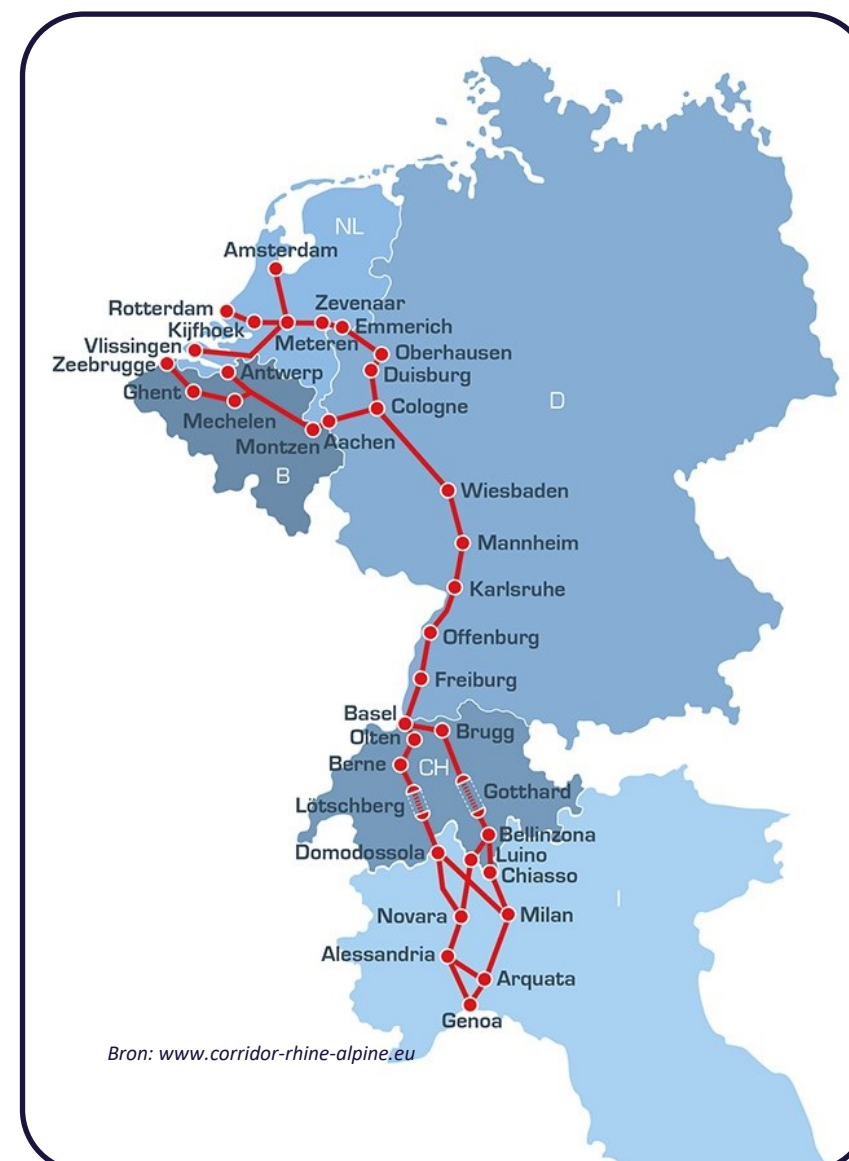 NL
Amsterdam
Rotterdam
Zevenaar
Kijfhoek
Emmerich
Vlissingen
Meteren
Oberhausen
Zeebrugge
Antwerp
Duisburg
Ghent
Cologne
D
Mechelen
Montzen
Aachen
B
Wiesbaden
Mannheim
Karlsruhe
Offenburg
Freiburg
Basel
Olten
Brugg
Berne
CH
Gotthard
Lötschberg
Bellinzona
Domodossola
Luino
Chiasso
I
Novara
Milan
Alessandria
Arquata
Genoa
Bron: www.corridor-rhine-alpine.eu